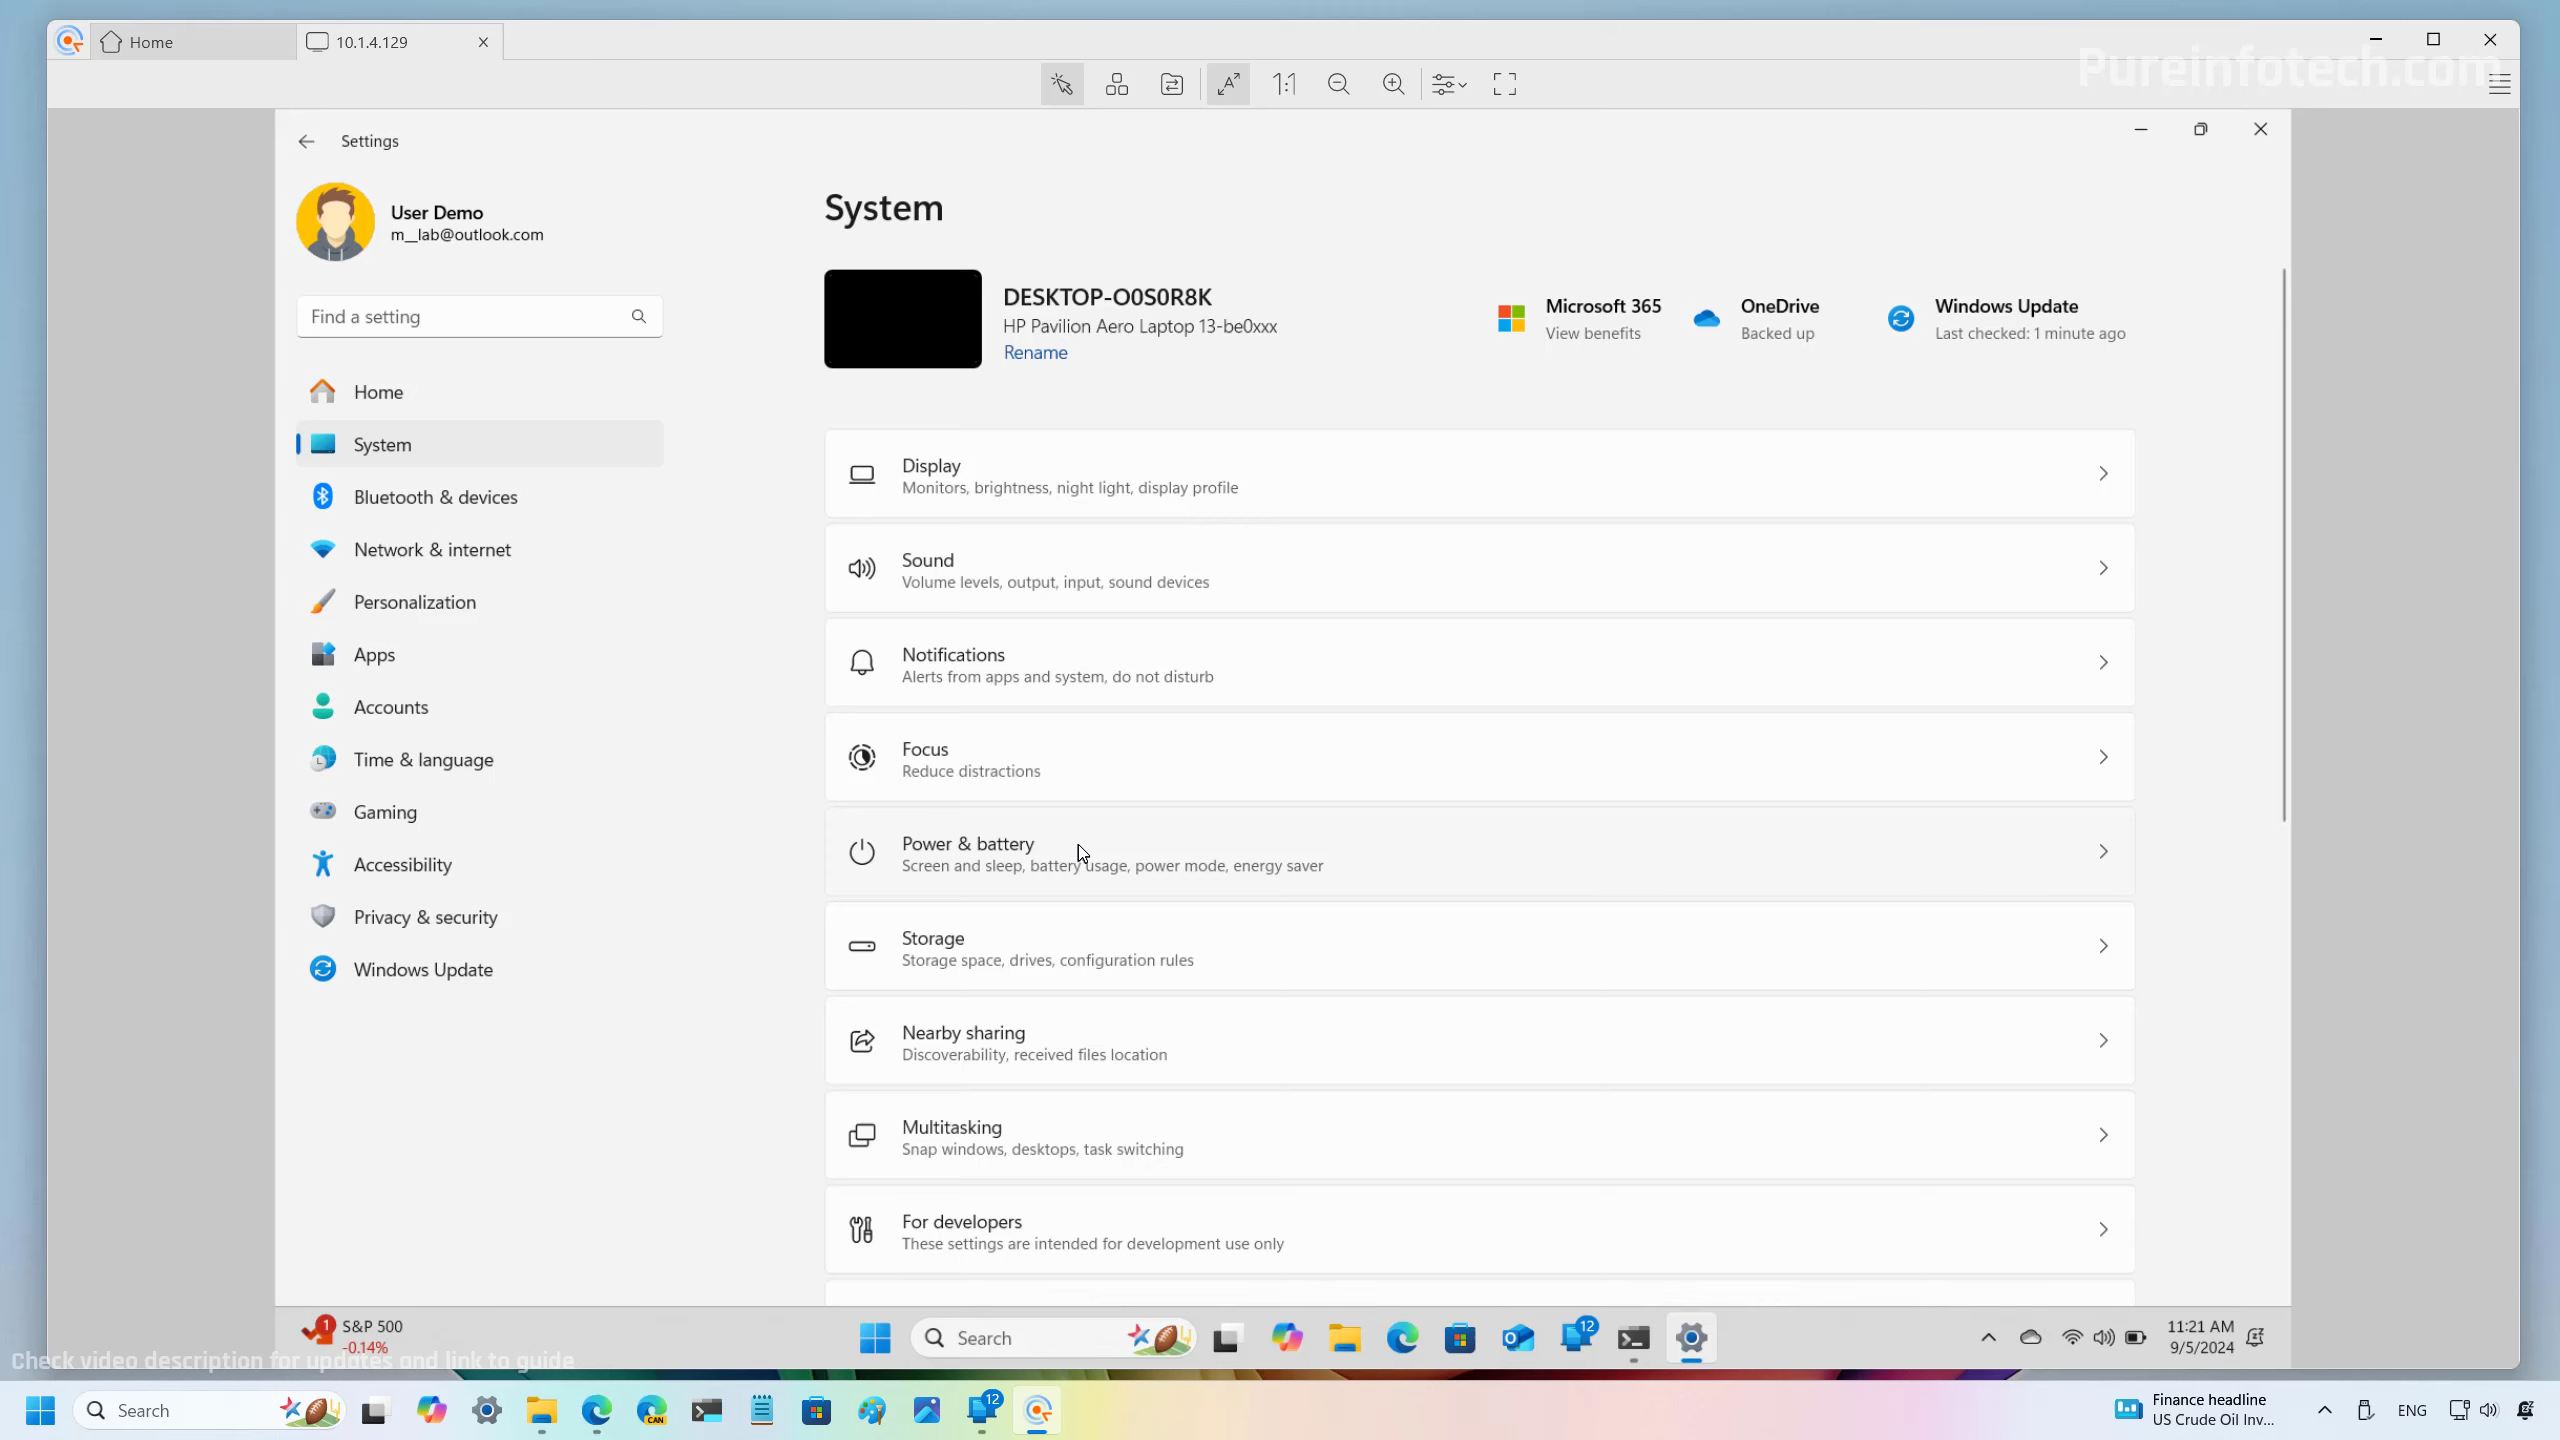 Home
10.1.4.129
Pureinfotech.com
1:1
Settings
User Demo
m__lab@outlook.com
Find a setting
Home
System
Bluetooth & devices
Network & internet
Personalization
Apps
Accounts
Time & language
Gaming
Accessibility
Privacy & security
Windows Update
System
DESKTOP-O0S0R8K
HP Pavilion Aero Laptop 13-be0xxx
Rename
Microsoft 365
View benefits
OneDrive
Backed up
Windows Update
Last checked: 1 minute ago
Display
Monitors, brightness, night light, display profile
Sound
Volume levels, output, input, sound devices
Notifications
Alerts from apps and system, do not disturb
Focus
Reduce distractions
Power & battery
Screen and sleep, battery usage, power mode, energy saver
Storage
Storage space, drives, configuration rules
Nearby sharing
Discoverability, received files location
Multitasking
Snap windows, desktops, task switching
For developers
These settings are intended for development use only
1
S&P 500
-0.14%
Search
12
11:21 AM
9/5/2024
Check video description for updates and link to guide
Search
CAN
12
Finance headline
US Crude Oil Inv...
ENG